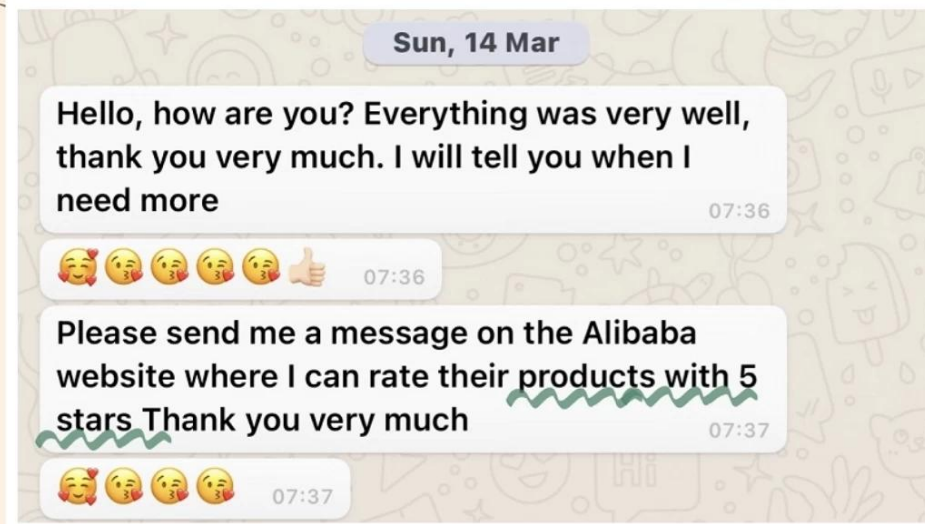 Sun, 14 Mar
Hello, how are you? Everything was very well,
thank you very much. I will tell you when I
need more
07:36
🥰😘😘😘😘👍🏻 07:36
Please send me a message on the Alibaba
website where I can rate their products with 5
stars Thank you very much
07:37
🥰😘😘😘 07:37
Hi